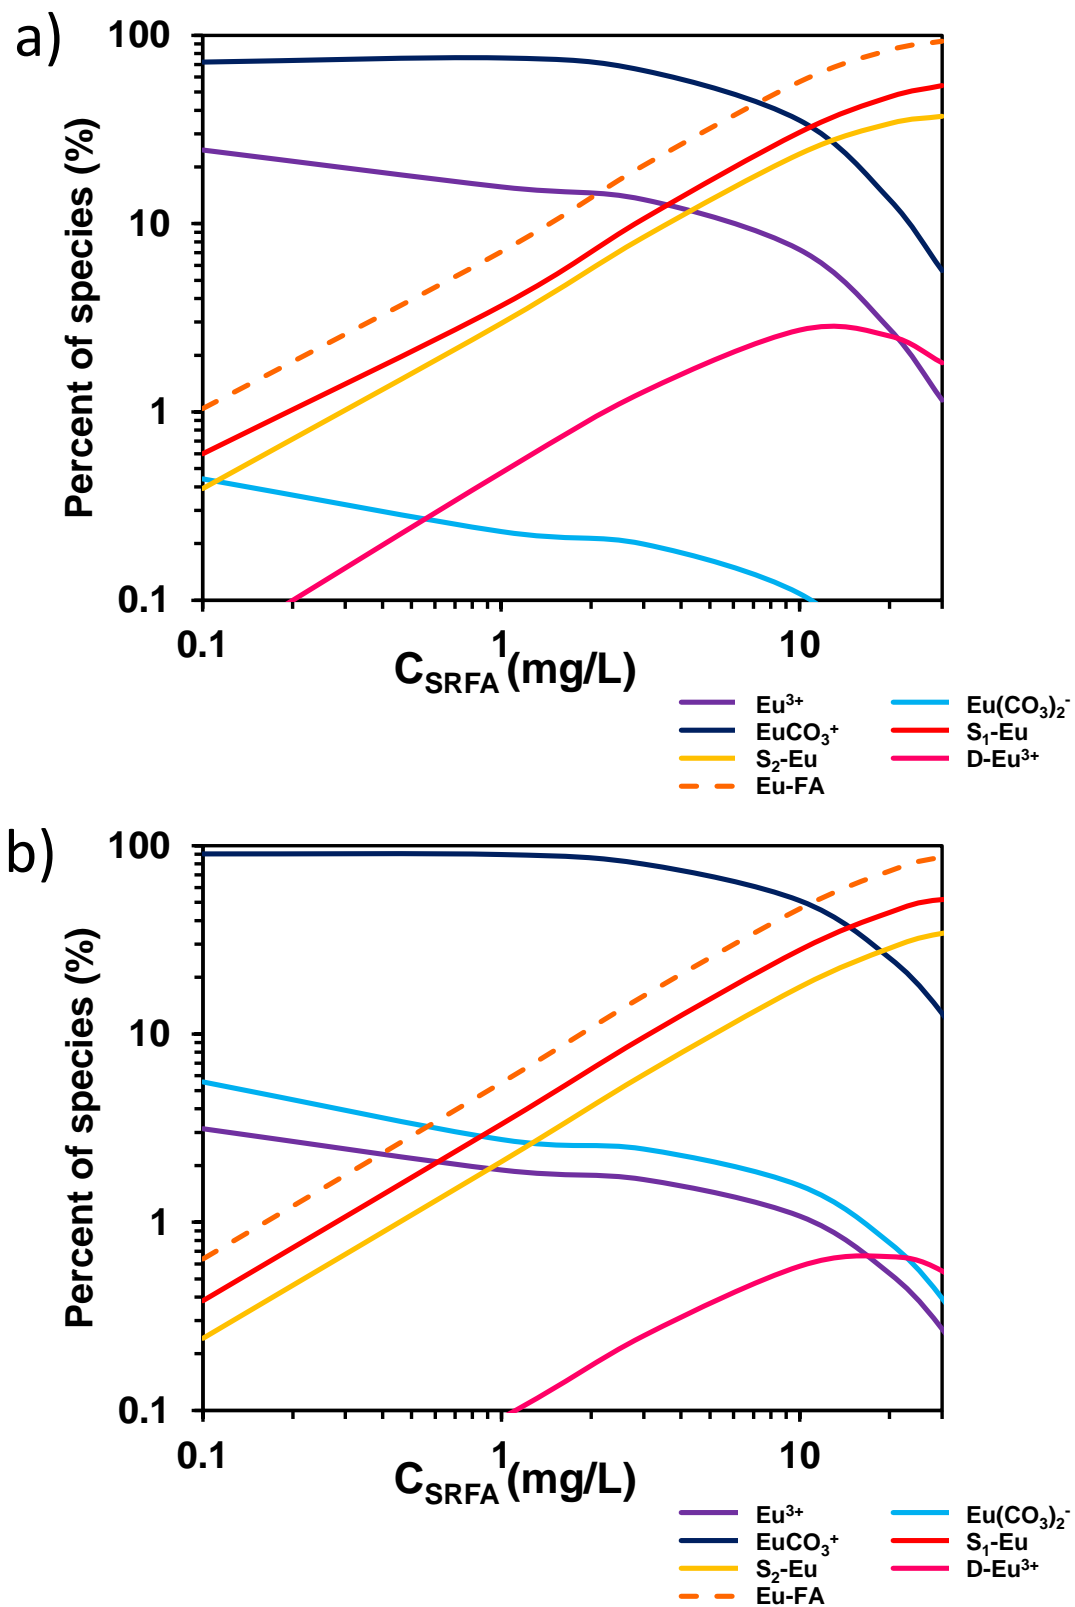 a)
100
10
1
0.1
Percent of species (%)
0.1 1 10
C_SRFA (mg/L)
Eu³⁺ Eu(CO₃)₂⁻
EuCO₃⁺ S₁-Eu
S₂-Eu D-Eu³⁺
Eu-FA
b)
100
10
1
0.1
Percent of species (%)
0.1 1 10
C_SRFA (mg/L)
Eu³⁺ Eu(CO₃)₂⁻
EuCO₃⁺ S₁-Eu
S₂-Eu D-Eu³⁺
Eu-FA